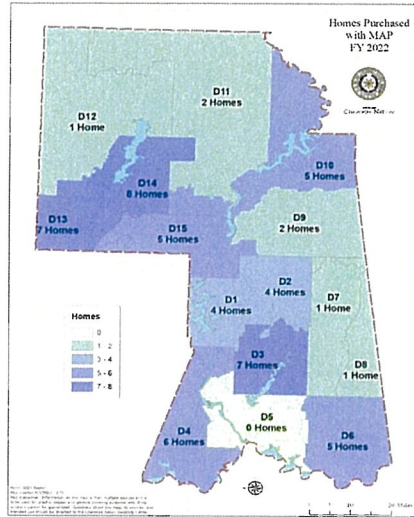 Homes Purchased
with MAP
FY 2022
Cherokee Nation
D11
2 Homes
D12
1 Home
D10
5 Homes
D14
8 Homes
D13
7 Homes
D9
2 Homes
D15
5 Homes
D2
4 Homes
D1
4 Homes
D7
1 Home
D3
7 Homes
D8
1 Home
D5
0 Homes
D4
6 Homes
D6
5 Homes
Homes
0
1 - 2
3 - 4
5 - 6
7 - 8